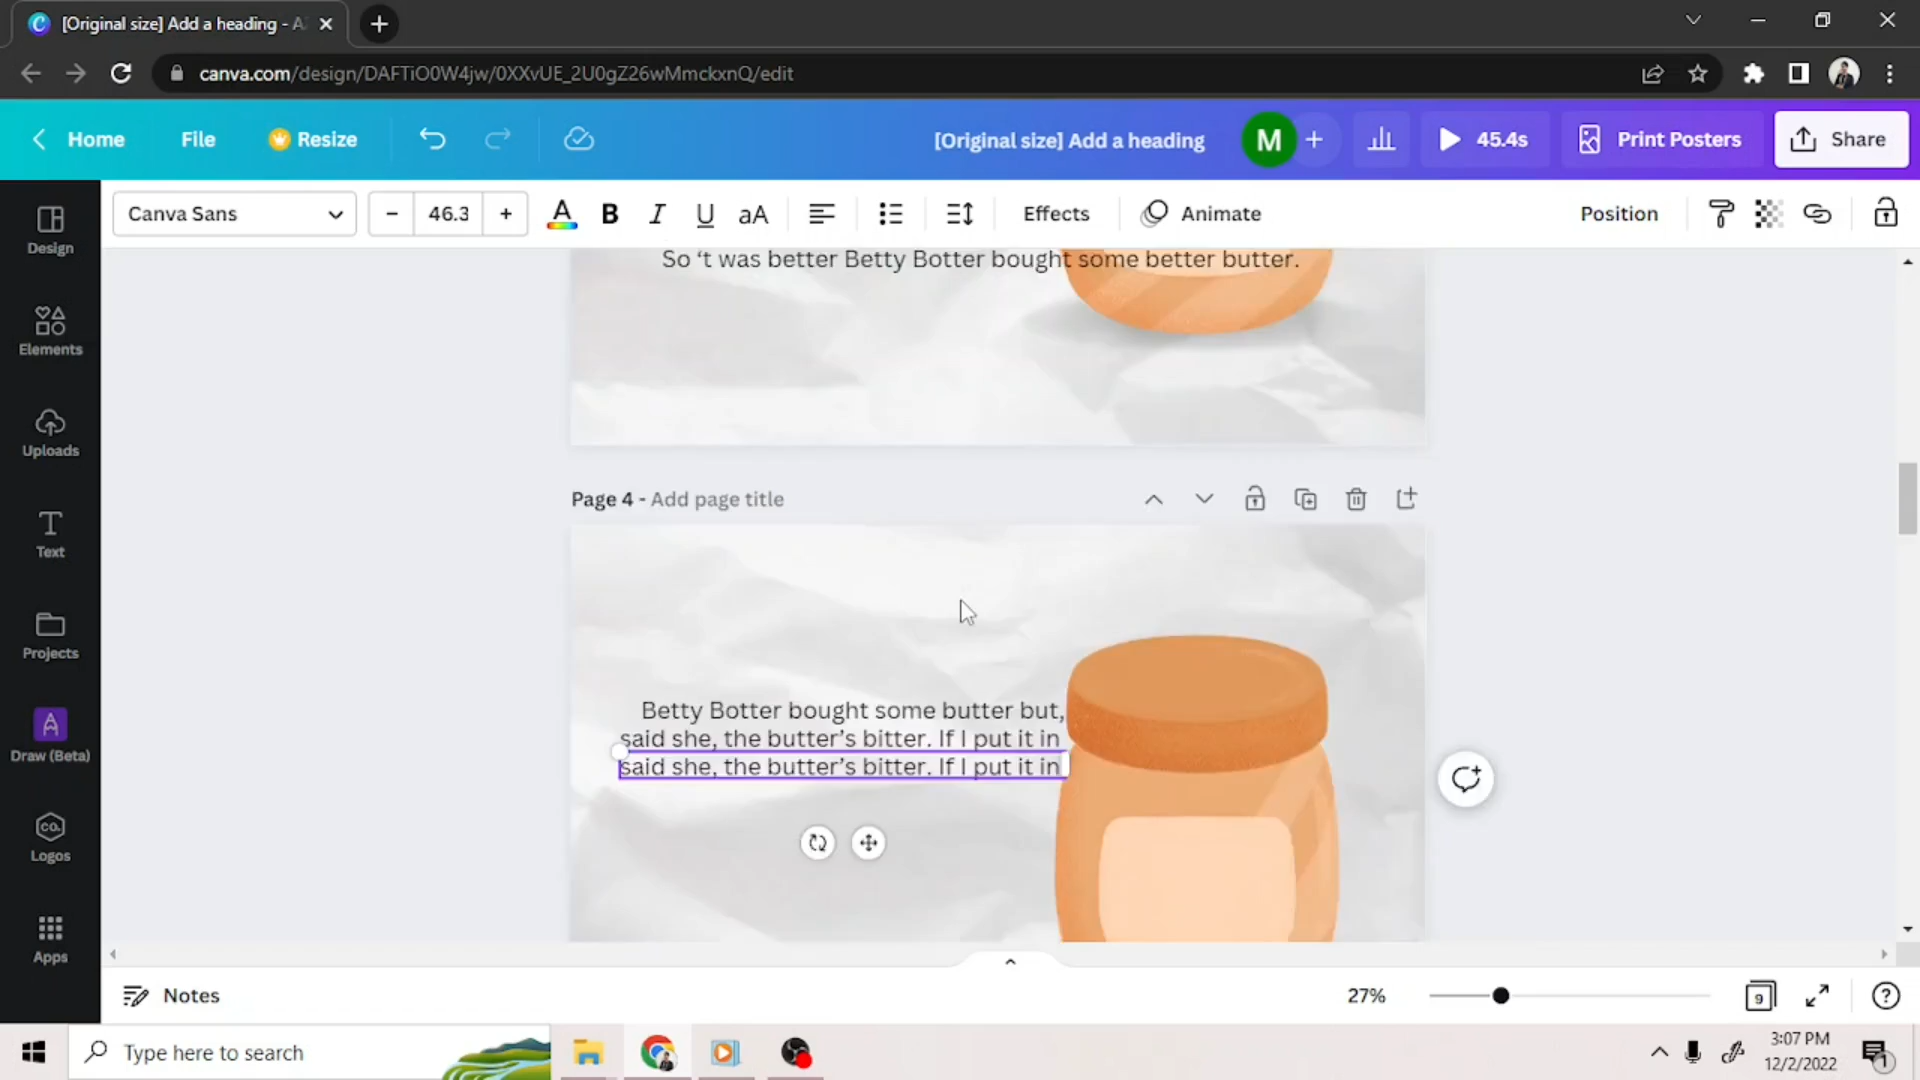 [Original size] Add a heading - A
canva.com/design/DAFTiO0W4jw/0XXvUE_2U0gZ26wMmckxnQ/edit
Home
File
Resize
[Original size] Add a heading
M
45.4s
Print Posters
Share
Canva Sans
46.3
A
B
I
U
aA
Effects
Animate
Position
Design
Elements
Uploads
Text
Projects
Draw (Beta)
CO.
Logos
Apps
So ‘t was better Betty Botter bought some better butter.
Page 4 - Add page title
Betty Botter bought some butter but,
said she, the butter’s bitter. If I put it in
said she, the butter’s bitter. If I put it in
Notes
27%
9
Type here to search
3:07 PM
12/2/2022
1